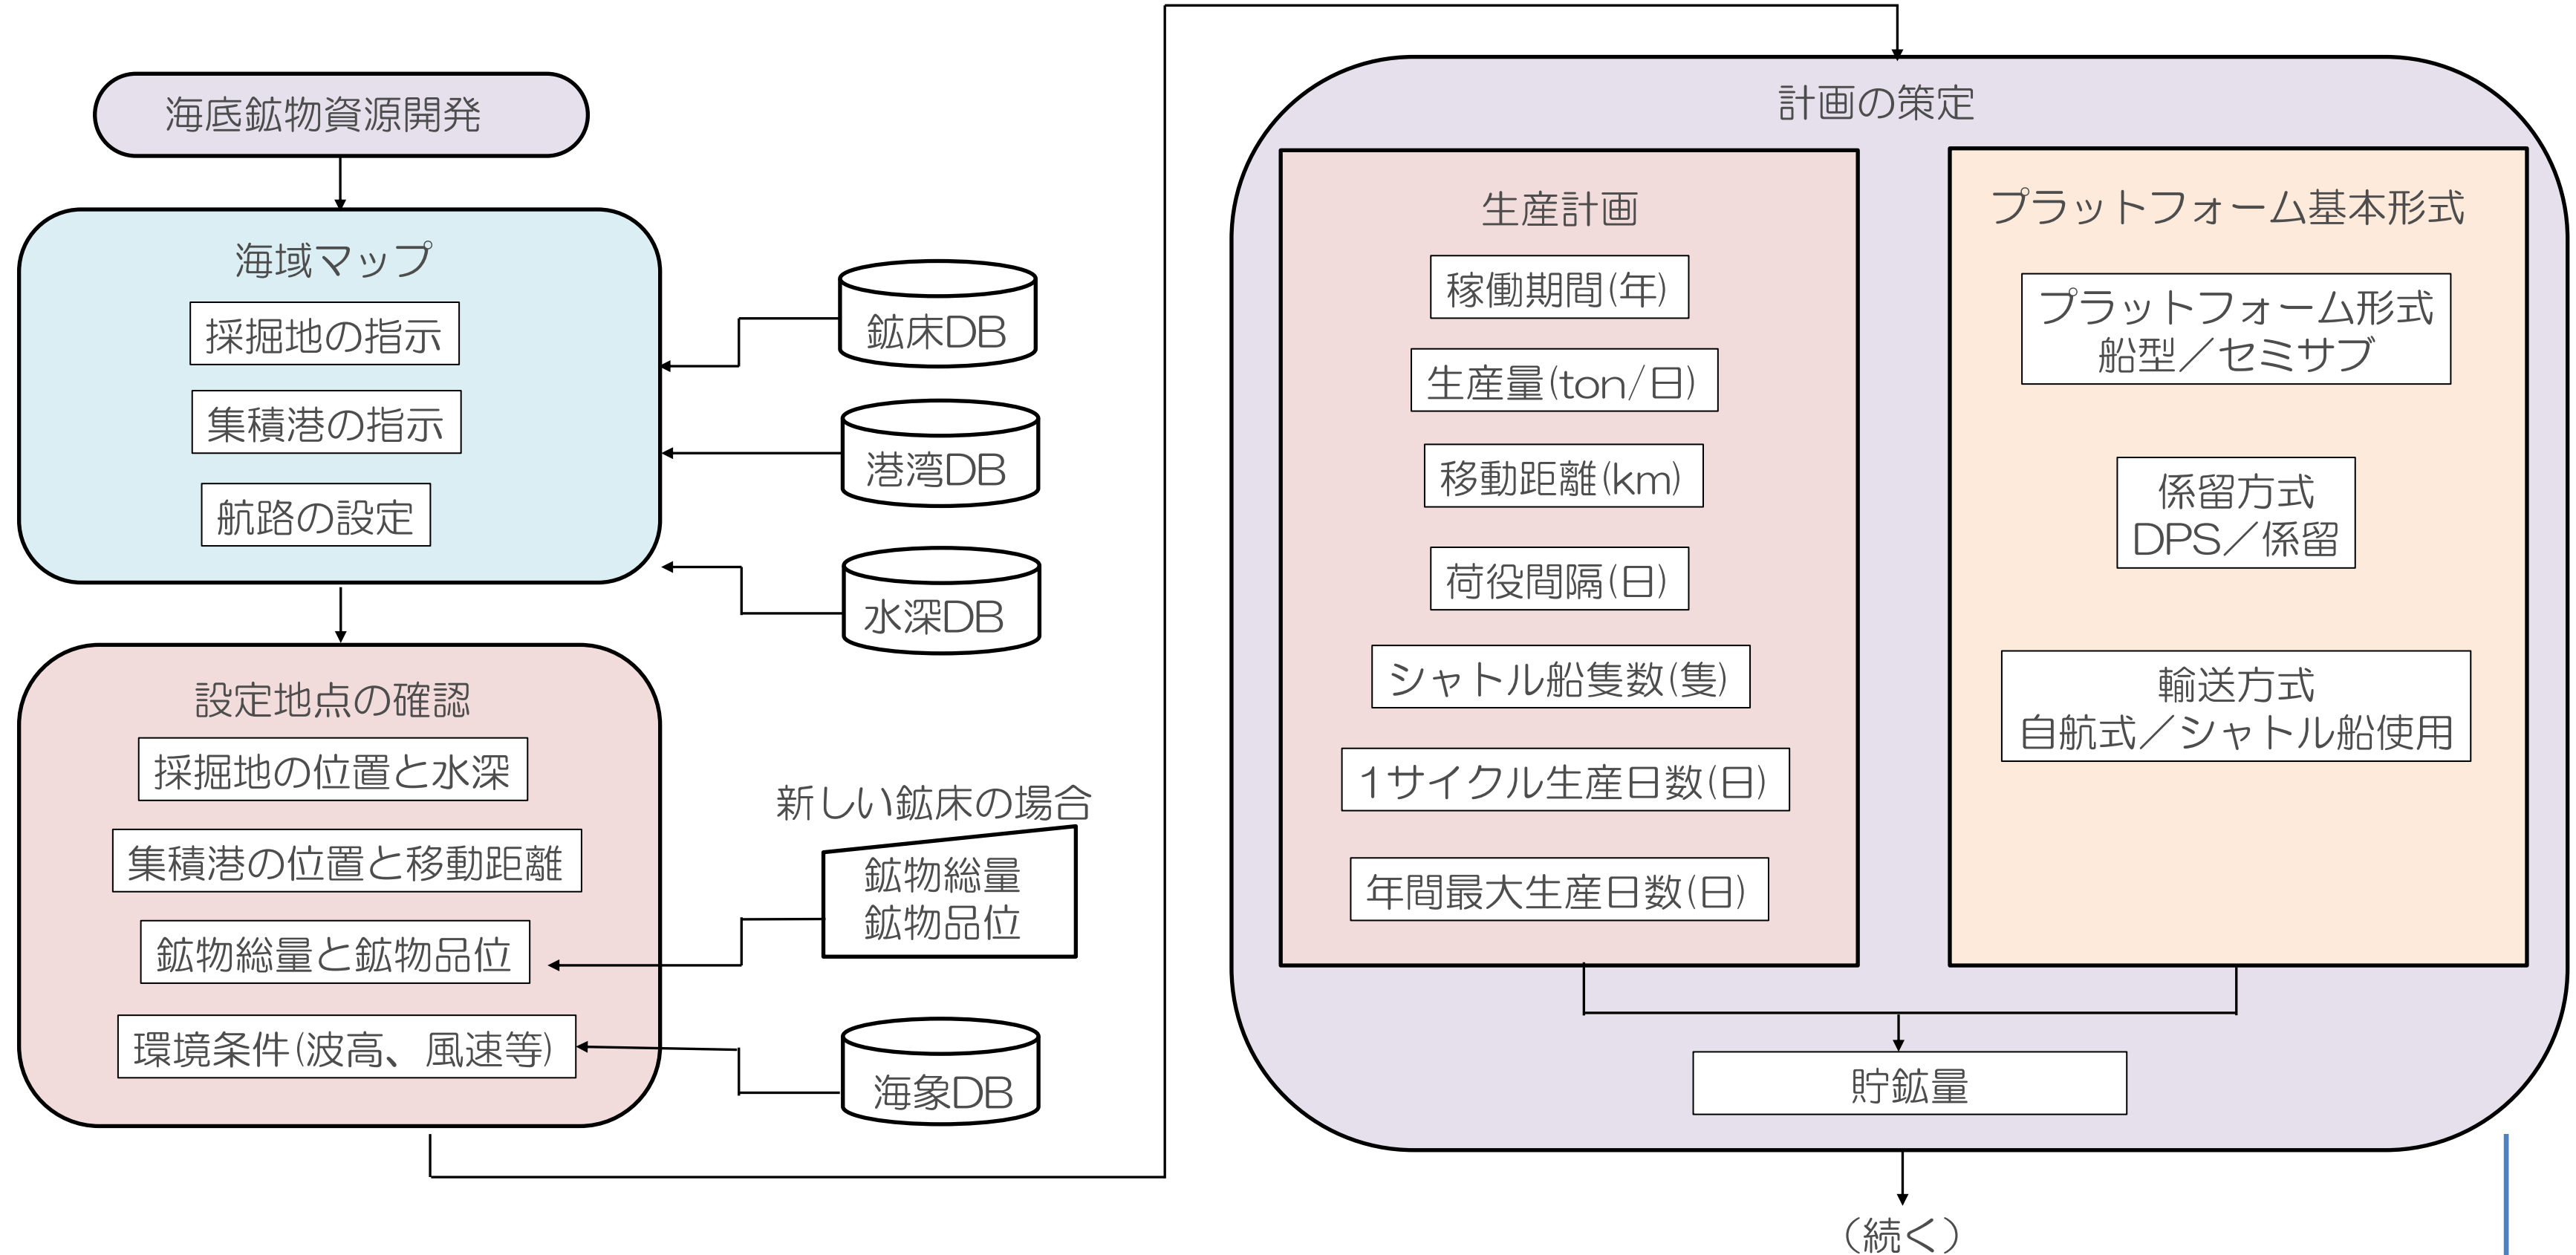 海底鉱物資源開発
海域マップ
採掘地の指示
集積港の指示
航路の設定
鉱床DB
港湾DB
水深DB
設定地点の確認
採掘地の位置と水深
集積港の位置と移動距離
鉱物総量と鉱物品位
環境条件(波高、風速等)
新しい鉱床の場合
鉱物総量
鉱物品位
海象DB
計画の策定
生産計画
稼働期間(年)
生産量(ton/日)
移動距離(km)
荷役間隔(日)
シャトル船隻数(隻)
1サイクル生産日数(日)
年間最大生産日数(日)
プラットフォーム基本形式
プラットフォーム形式
船型／セミサブ
係留方式
DPS／係留
輸送方式
自航式／シャトル船使用
貯鉱量
(続く)